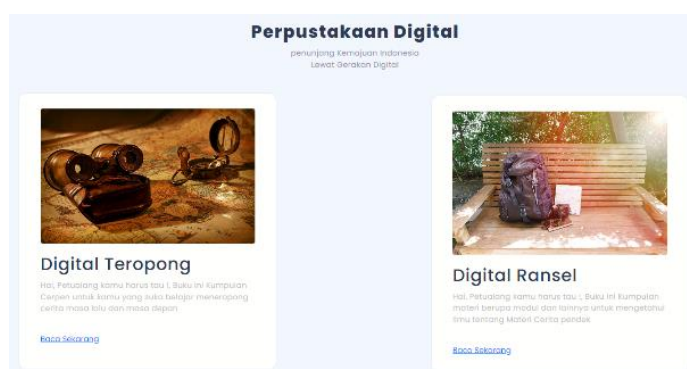 Perpustakaan Digital
penunjang Kemajuan Indonesia
Lewat Gerakan Digital
Digital Teropong
Hai, Petualang kamu harus tau !, Buku ini Kumpulan
Cerpen untuk kamu yang suka belajar meneropong
cerita masa lalu dan masa depan
Baca Sekarang
Digital Ransel
Hai, Petualang kamu harus tau !, Buku ini Kumpulan
materi berupa modul dan lainnya untuk mengetahui
ilmu tentang Materi Cerita pendek
Baca Sekarang